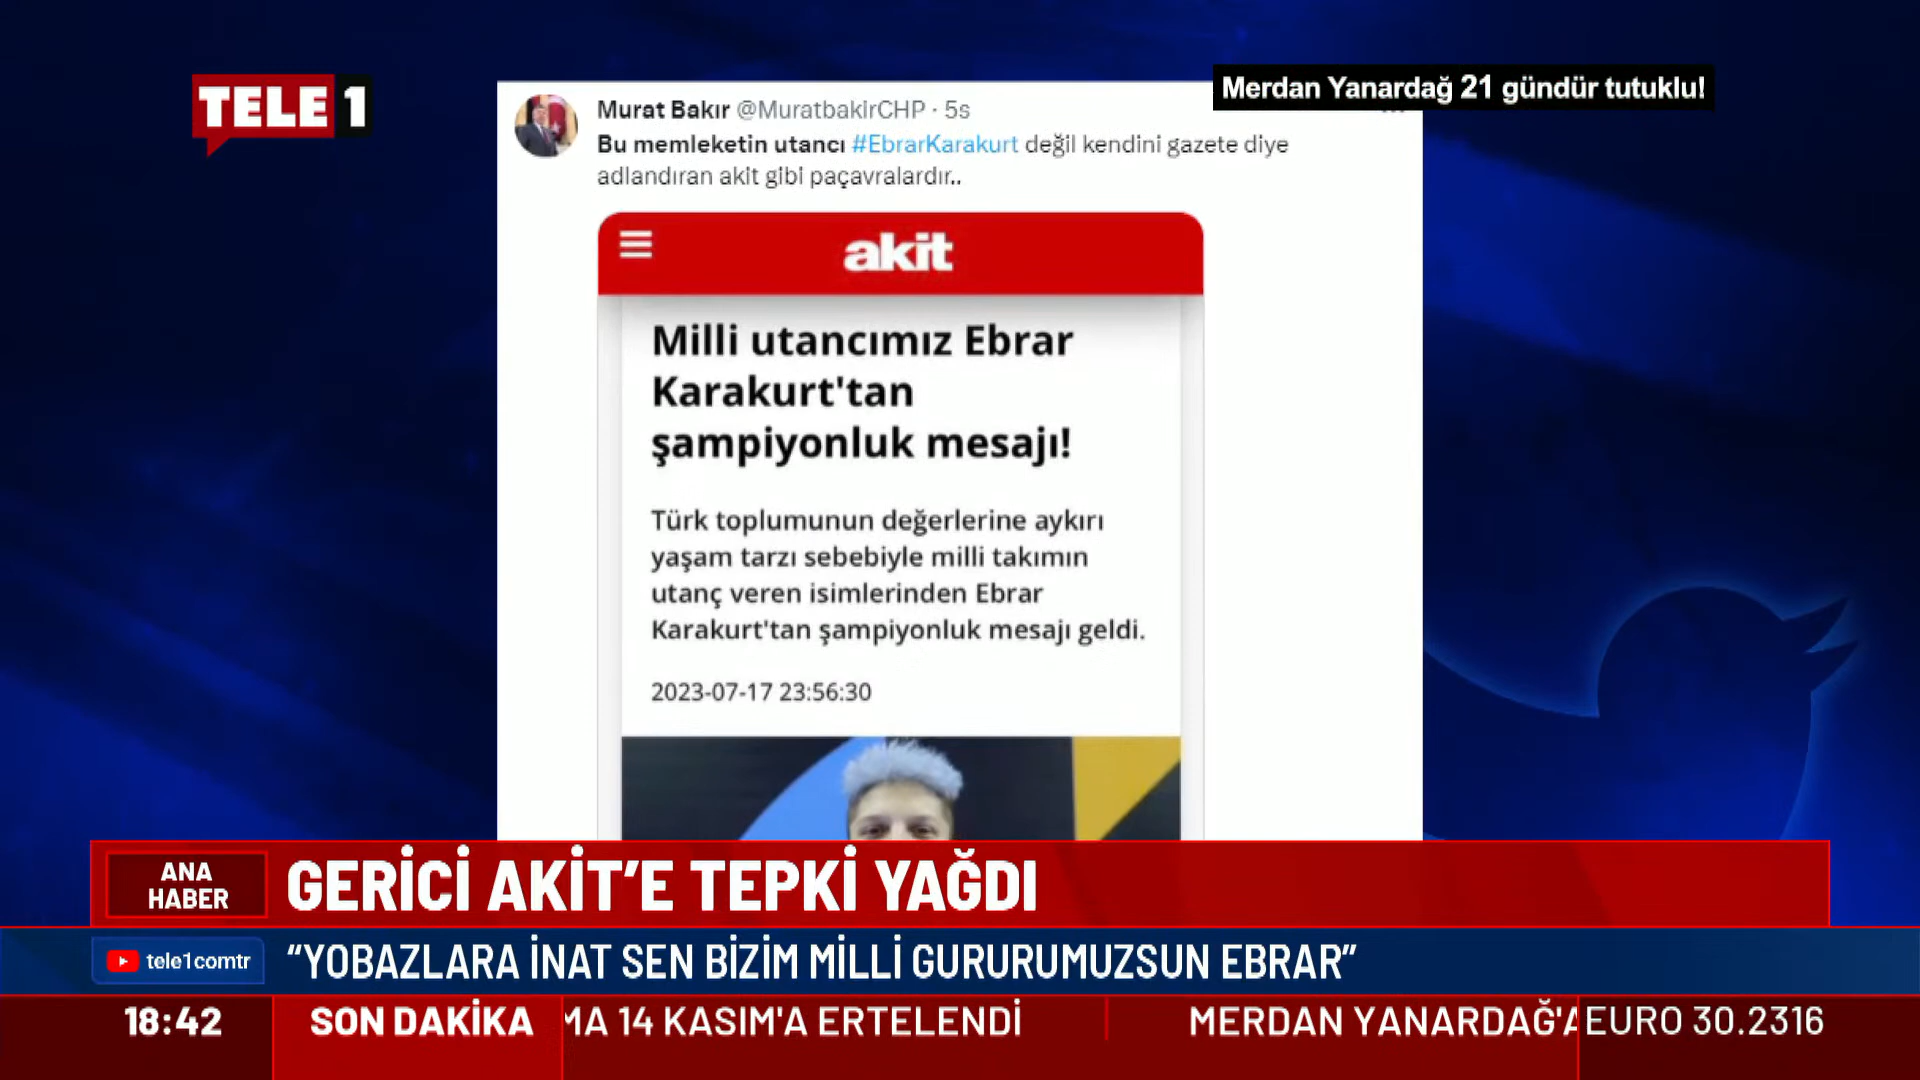 TELE 1
Merdan Yanardağ 21 gündür tutuklu!
Murat Bakır @MuratbakirCHP · 5s
Bu memleketin utancı #EbrarKarakurt değil kendini gazete diye
adlandıran akit gibi paçavralardır..
akit
Milli utancımız Ebrar
Karakurt'tan
şampiyonluk mesajı!
Türk toplumunun değerlerine aykırı
yaşam tarzı sebebiyle milli takımın
utanç veren isimlerinden Ebrar
Karakurt'tan şampiyonluk mesajı geldi.
2023-07-17 23:56:30
ANA
HABER
GERİCİ AKİT’E TEPKİ YAĞDI
tele1comtr
“YOBAZLARA İNAT SEN BİZİM MİLLİ GURURUMUZSUN EBRAR”
18:42
SON DAKİKA
MA 14 KASIM'A ERTELENDİ
MERDAN YANARDAĞ'A
EURO 30.2316